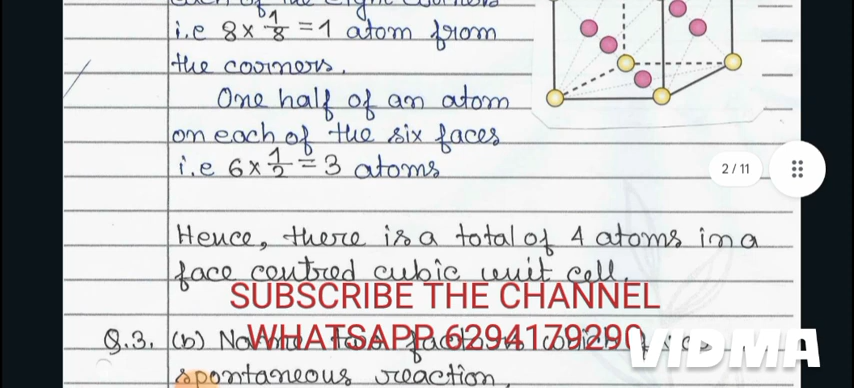 i.e 8 × 1/8 = 1 atom from
the corners.
One half of an atom
on each of the six faces
i.e 6 × 1/2 = 3 atoms
2 / 11
Hence, there is a total of 4 atoms in a
face centred cubic unit cell.
SUBSCRIBE THE CHANNEL
WHATSAPP 6294179290
VIDMA
Q.3. (b)
spontaneous reaction.